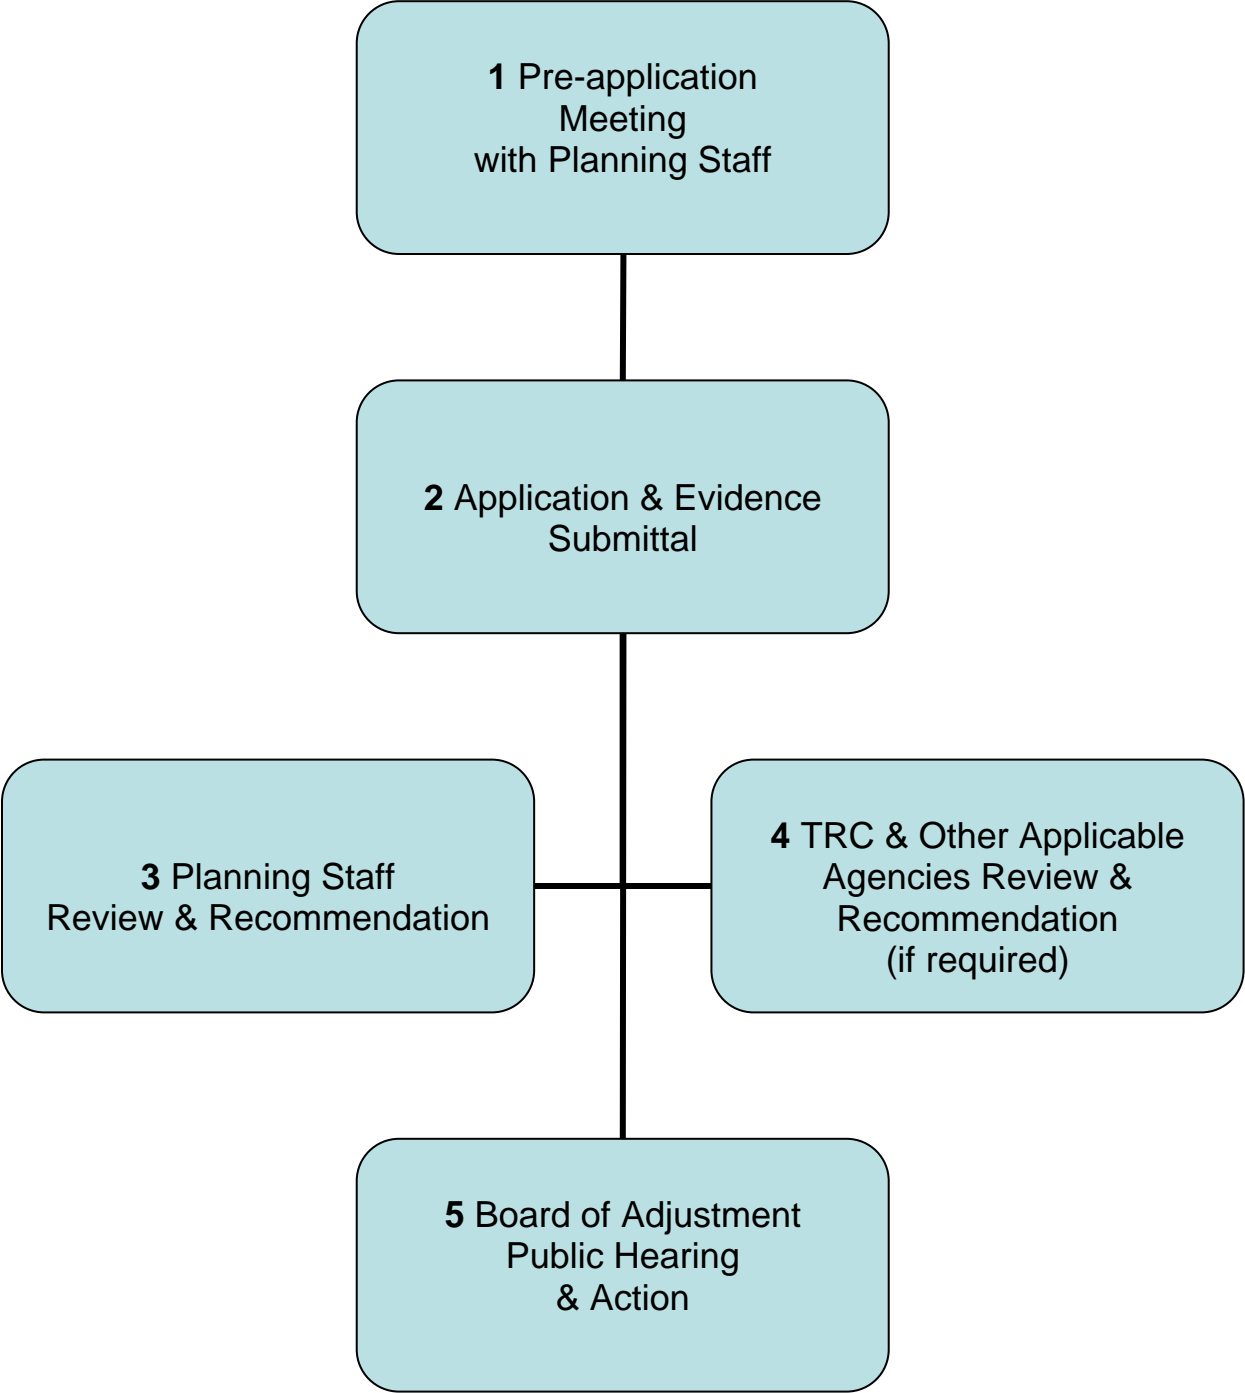 1 Pre-application
Meeting
with Planning Staff
2 Application & Evidence
Submittal
3 Planning Staff
Review & Recommendation
4 TRC & Other Applicable
Agencies Review &
Recommendation
(if required)
5 Board of Adjustment
Public Hearing
& Action